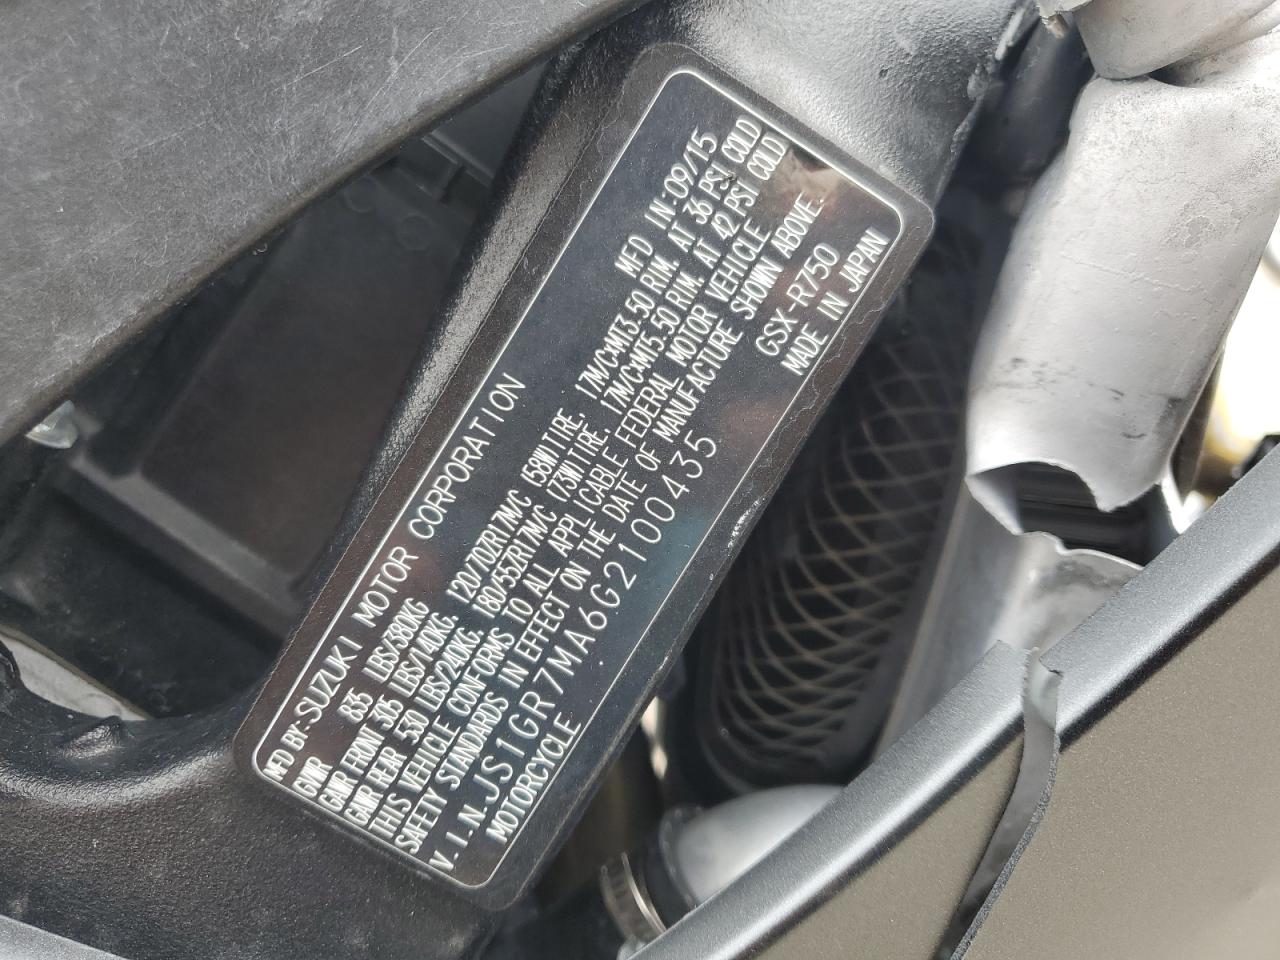 MFD BY:SUZUKI MOTOR CORPORATION MFD IN:09/15
GVWR 835 LBS/380KG
GAWR FRONT 305 LBS/140KG, 120/70ZR17M/C (58W)TIRE, 17M/CxMT3.50 RIM, AT 36 PSI COLD
GAWR REAR 530 LBS/240KG, 180/55ZR17M/C (73W)TIRE, 17M/CxMT5.50 RIM, AT 42 PSI COLD
THIS VEHICLE CONFORMS TO ALL APPLICABLE FEDERAL MOTOR VEHICLE
SAFETY STANDARDS IN EFFECT ON THE DATE OF MANUFACTURE SHOWN ABOVE.
V.I.N. JS1GR7MA6G2100435 GSX-R750
MOTORCYCLE MADE IN JAPAN